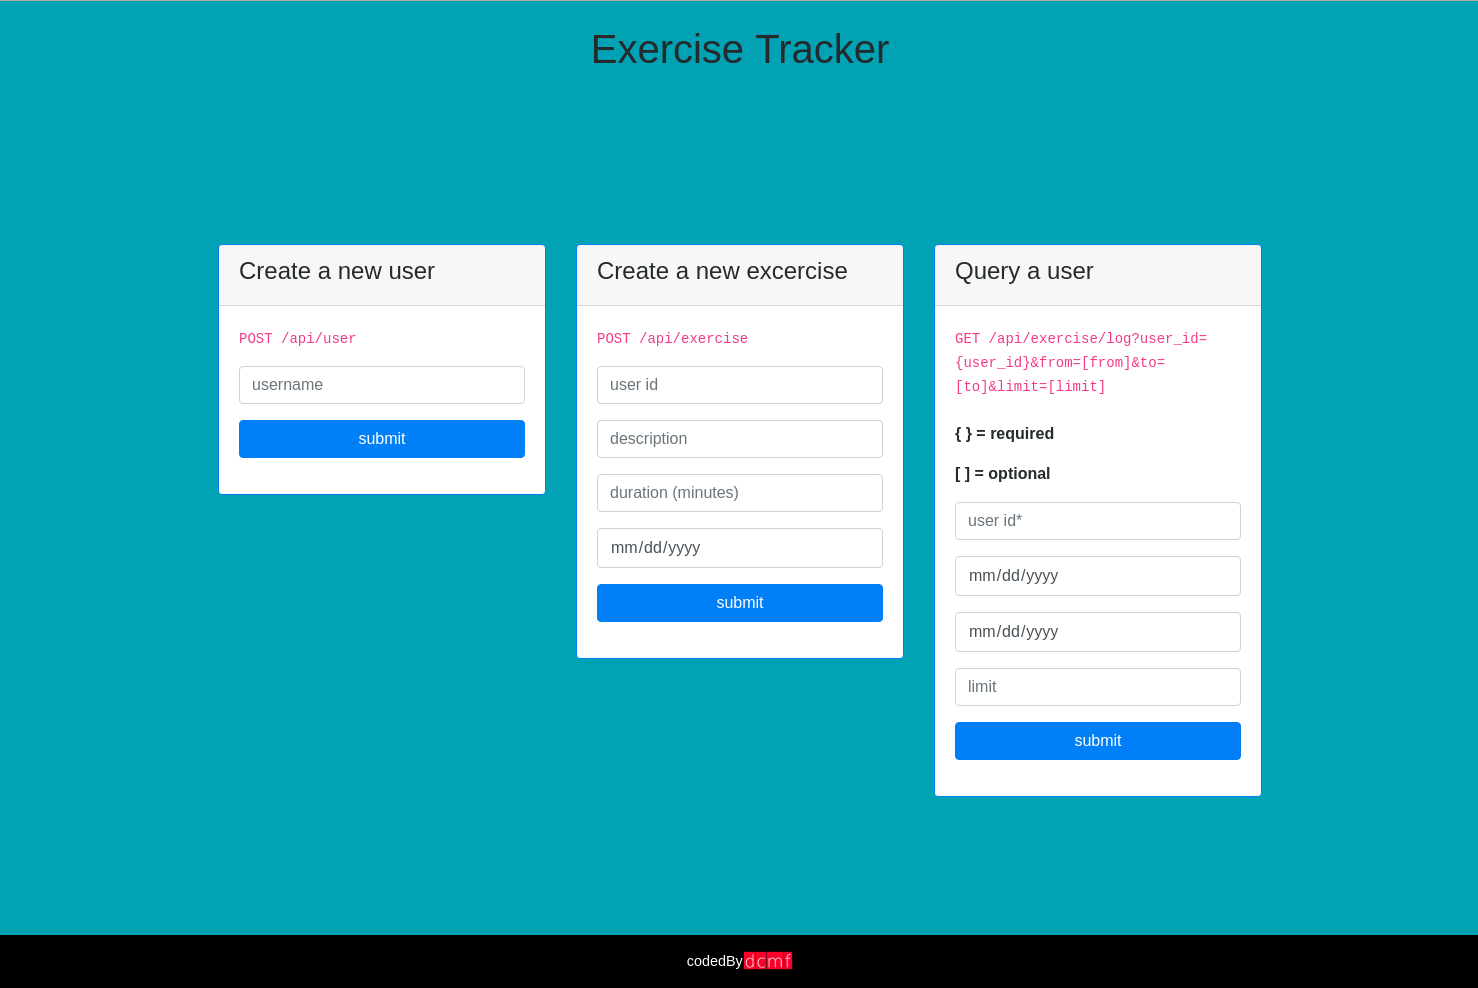 Exercise Tracker
Create a new user
POST /api/user
username
submit
Create a new excercise
POST /api/exercise
user id
description
duration (minutes)
mm/dd/yyyy
submit
Query a user
GET /api/exercise/log?user_id=
{user_id}&from=[from]&to=
[to]&limit=[limit]
{ } = required
[ ] = optional
user id*
mm/dd/yyyy
mm/dd/yyyy
limit
submit
codedBy dcmf